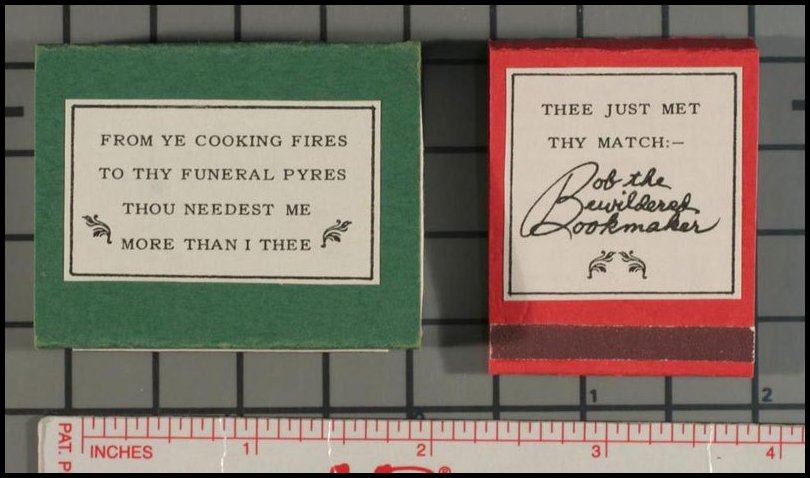 FROM YE COOKING FIRES
TO THY FUNERAL PYRES
THOU NEEDEST ME
MORE THAN I THEE
THEE JUST MET
THY MATCH:—
Bob the
Bewildered
Bookmaker
1 2
PAT. P
INCHES 1 2 3 4
®